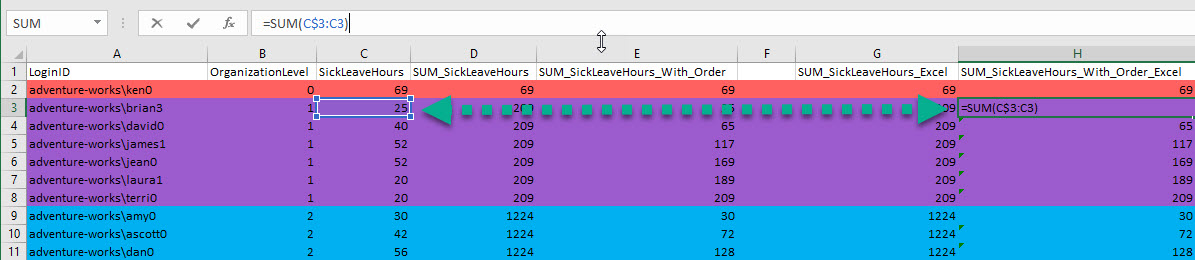 SUM =SUM(C$3:C3)
A B C D E F G H
1 LoginID OrganizationLevel SickLeaveHours SUM_SickLeaveHours SUM_SickLeaveHours_With_Order SUM_SickLeaveHours_Excel SUM_SickLeaveHours_With_Order_Excel
2 adventure-works\ken0 0 69 69 69 69 69
3 adventure-works\brian3 1 25 209 209 =SUM(C$3:C3)
4 adventure-works\david0 1 40 209 65 209 65
5 adventure-works\james1 1 52 209 117 209 117
6 adventure-works\jean0 1 52 209 169 209 169
7 adventure-works\laura1 1 20 209 189 209 189
8 adventure-works\terri0 1 20 209 209 209 209
9 adventure-works\amy0 2 30 1224 30 1224 30
10 adventure-works\ascott0 2 42 1224 72 1224 72
11 adventure-works\dan0 2 56 1224 128 1224 128